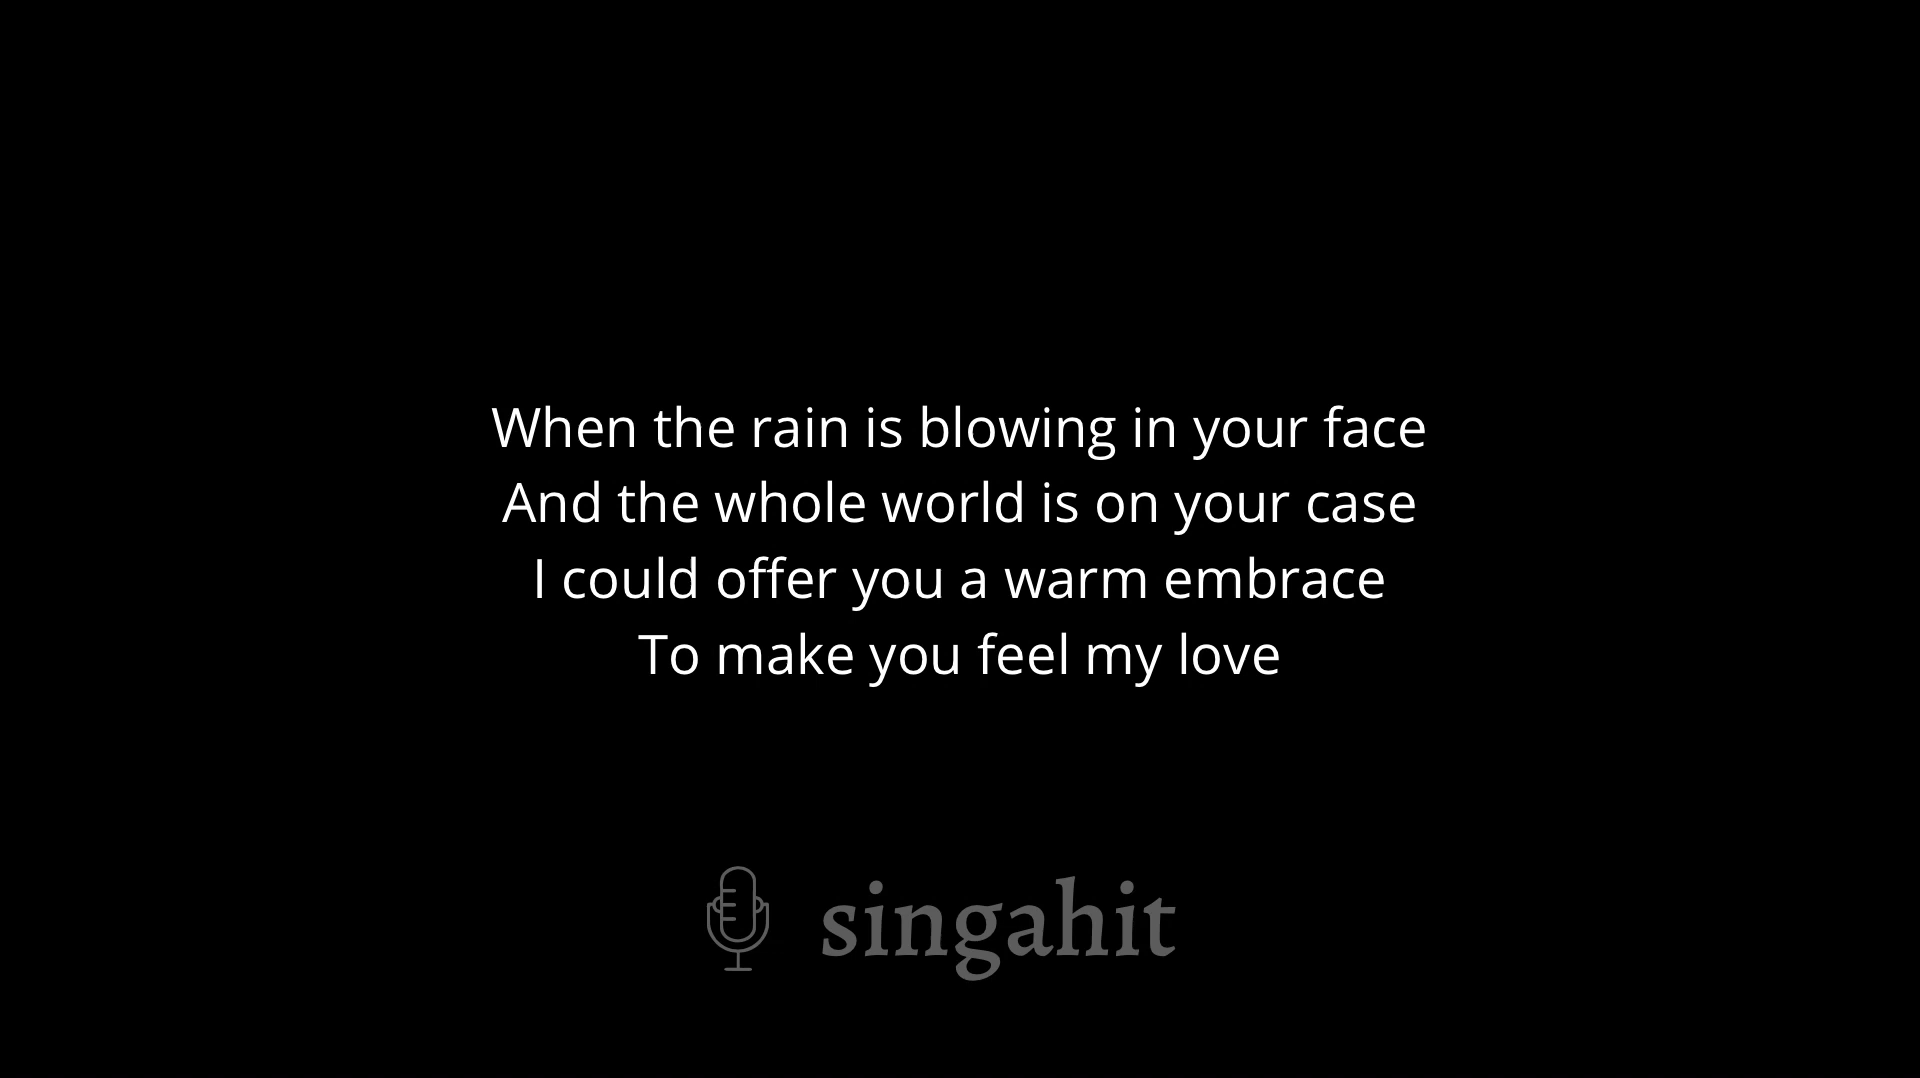 When the rain is blowing in your face
And the whole world is on your case
I could offer you a warm embrace
To make you feel my love
singahit